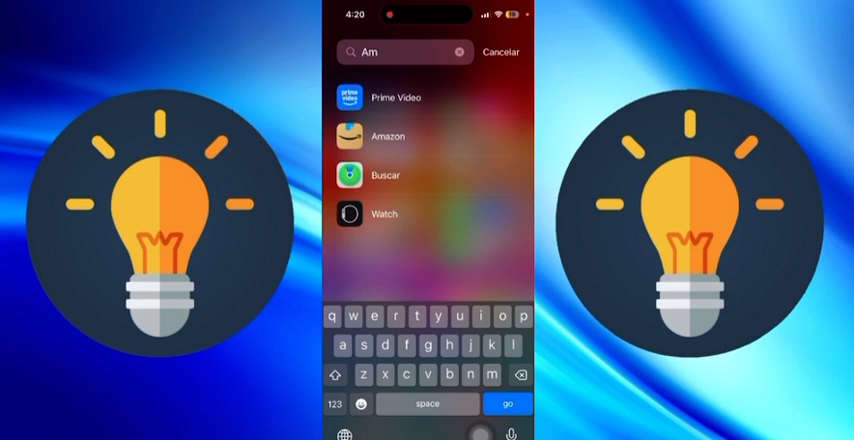 4:20
Am
Cancelar
prime video
Prime Video
Amazon
Buscar
Watch
q w e r t y u i o p
a s d f g h j k l
z x c v b n m
123 space go